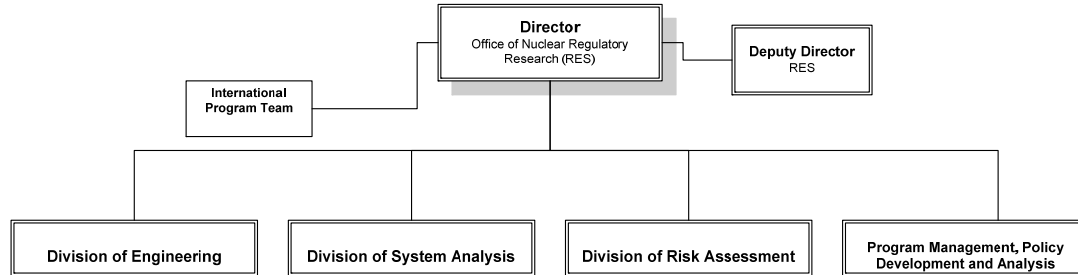 Director
Office of Nuclear Regulatory
Research (RES)
Deputy Director
RES
International
Program Team
Division of Engineering
Division of System Analysis
Division of Risk Assessment
Program Management, Policy
Development and Analysis